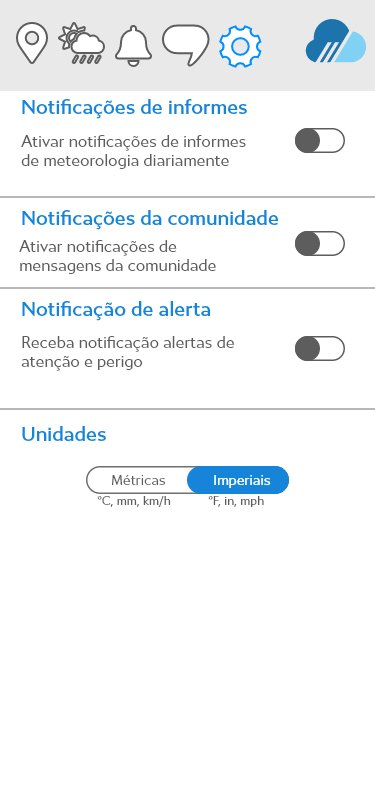 Notificações de informes
Ativar notificações de informes
de meteorologia diariamente
Notificações da comunidade
Ativar notificações de
mensagens da comunidade
Notificação de alerta
Receba notificação alertas de
atenção e perigo
Unidades
Métricas Imperiais
°C, mm, km/h °F, in, mph